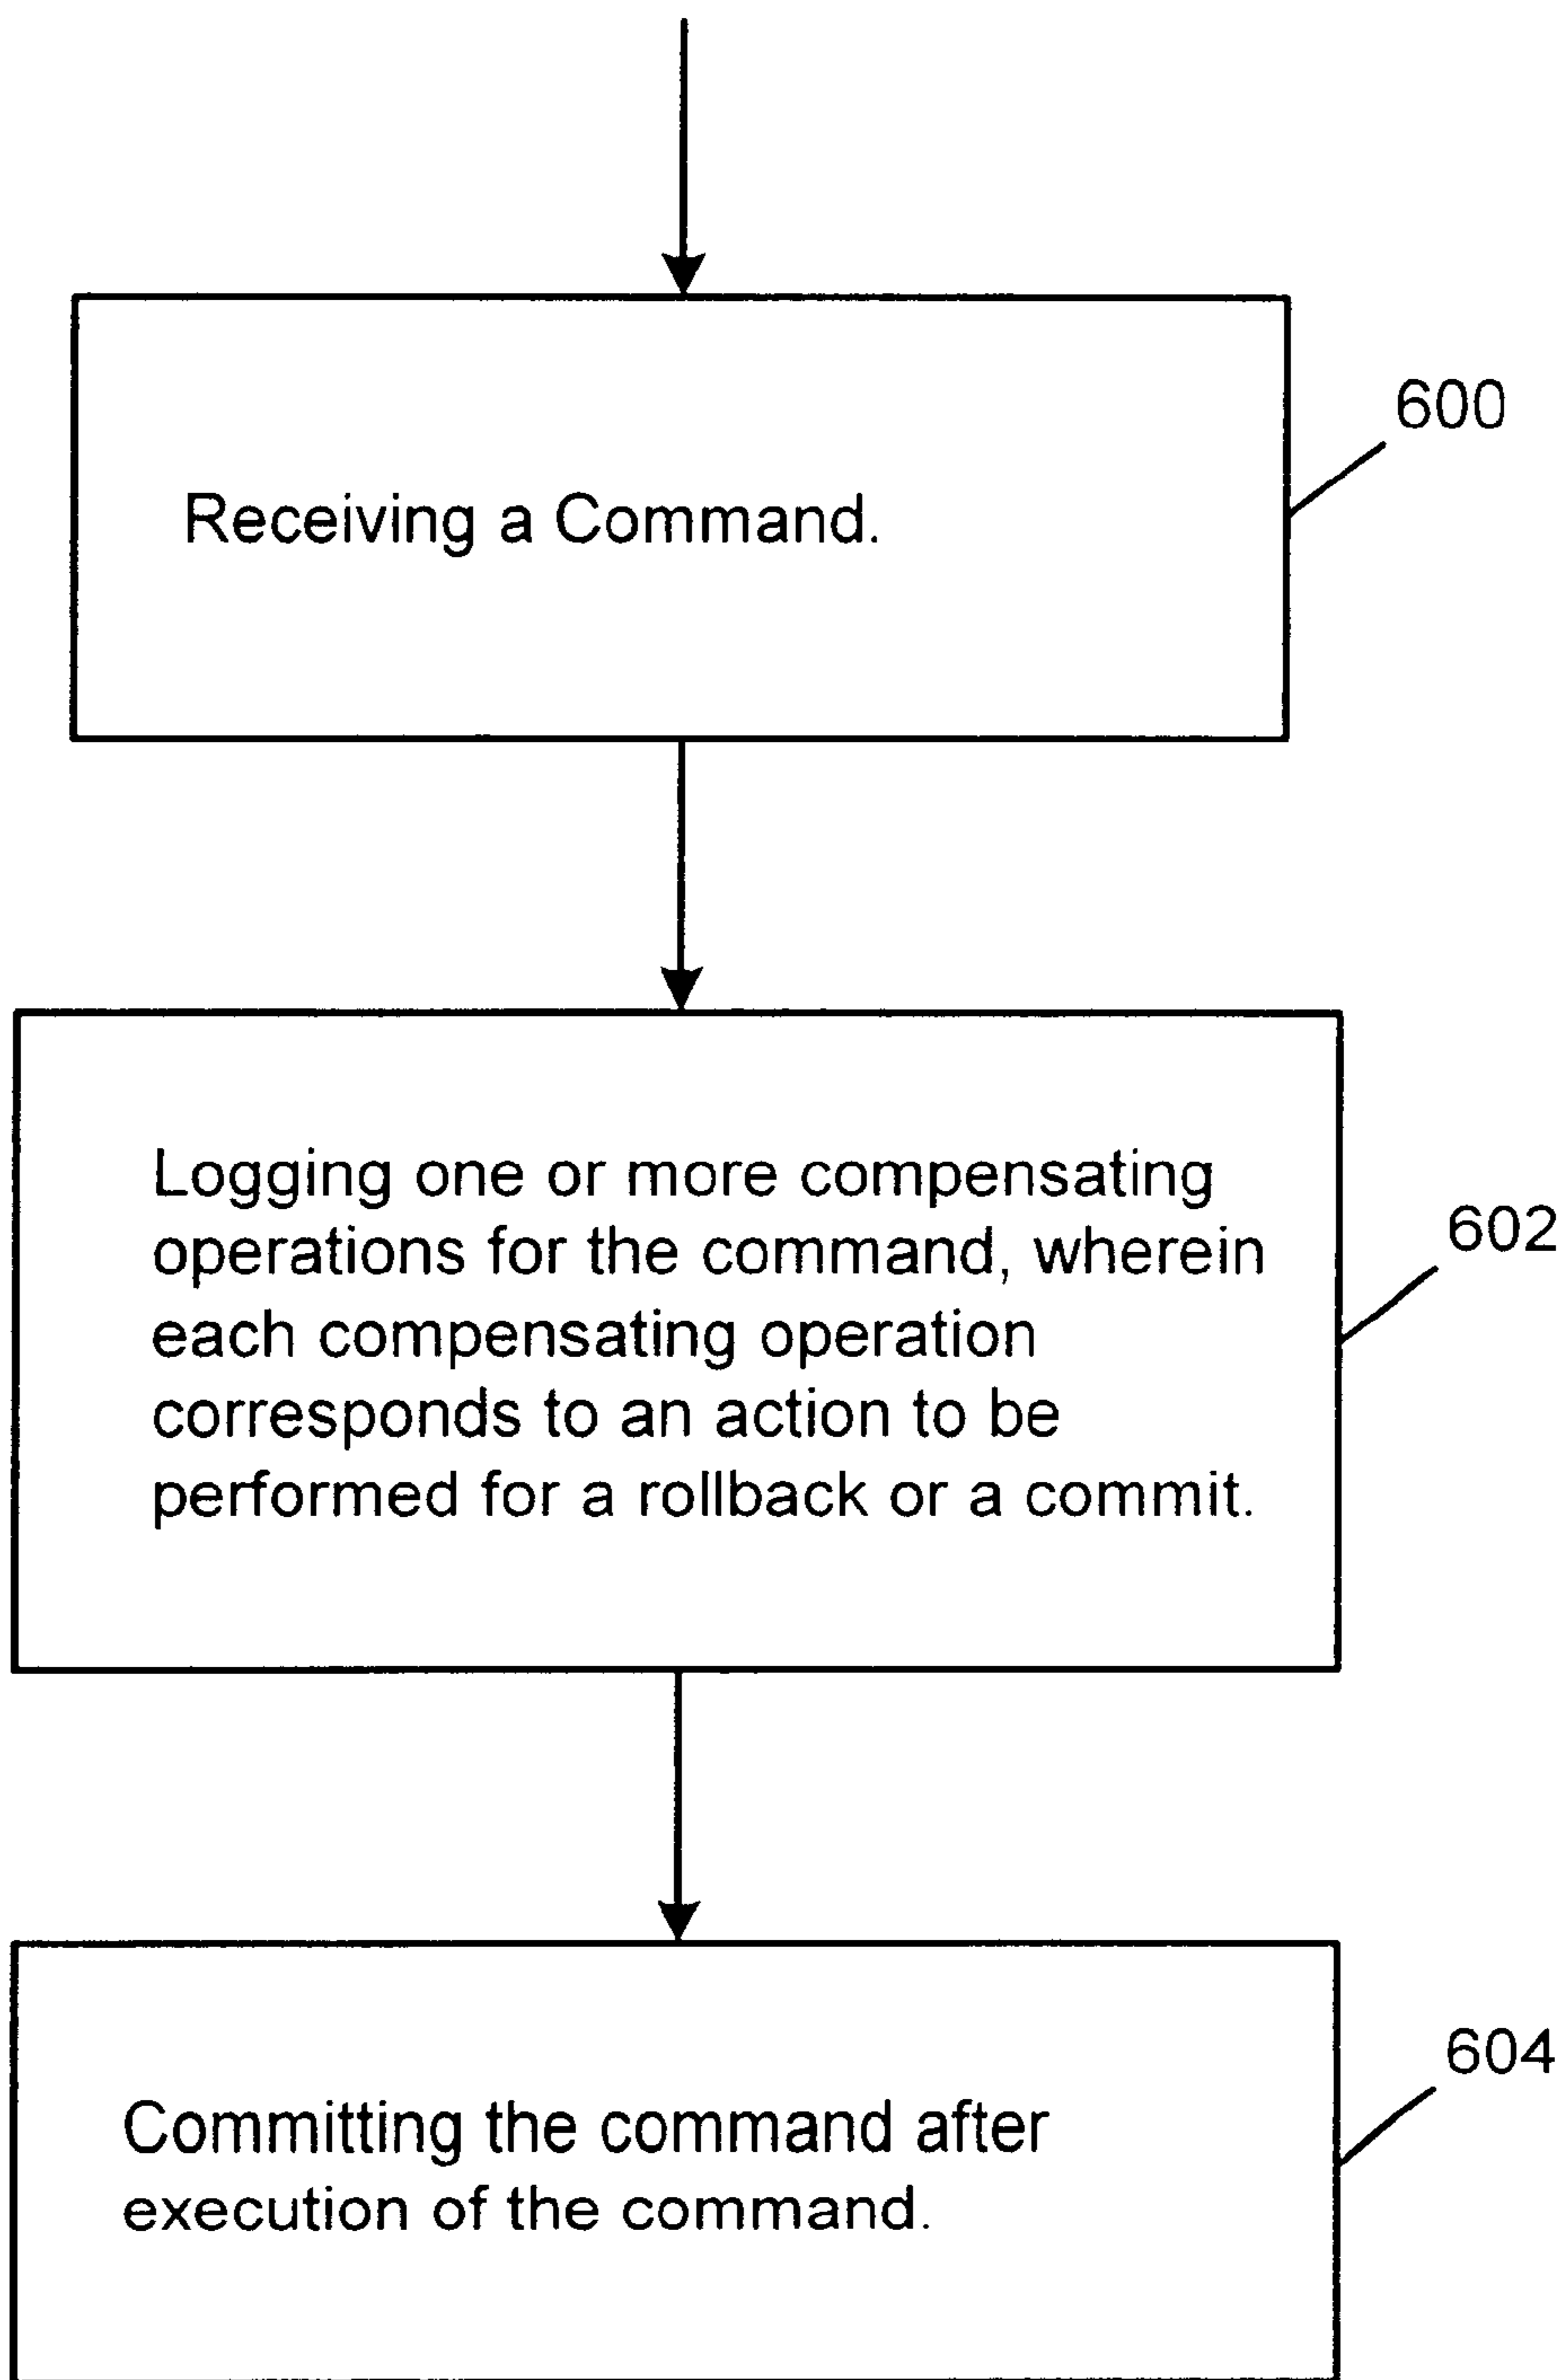 600
Receiving a Command.
Logging one or more compensating
operations for the command, wherein
602
each compensating operation
corresponds to an action to be
performed for a rollback or a commit.
604
Committing the command after
execution of the command.